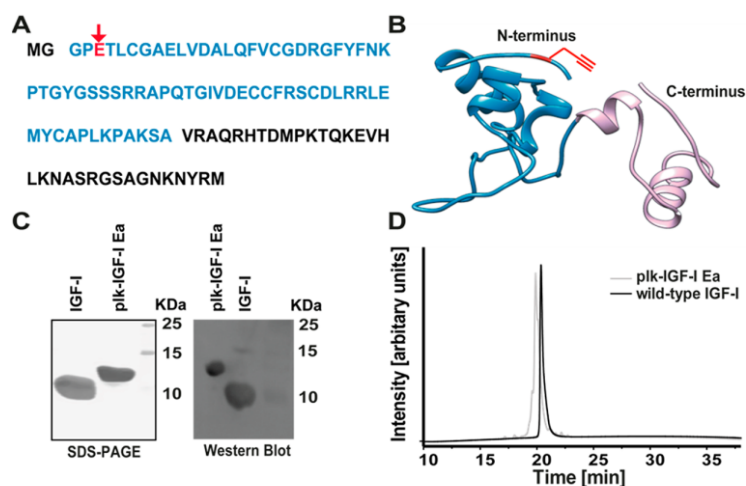 A
MG GPETLCGAELVDALQFVCGDRGFYFNK
PTGYGSSSRRAPQTGIVDECCFRSCDLRRLE
MYCAPLKPAKSA VRAQRHTDMPKTQKEVH
LKNASRGSAGNKNYRM
B
N-terminus
C-terminus
C
IGF-I
plk-IGF-I Ea
KDa
25
15
10
SDS-PAGE
plk-IGF-I Ea
IGF-I
KDa
25
15
10
Western Blot
D
plk-IGF-I Ea
wild-type IGF-I
Intensity [arbitary units]
10 15 20 25 30 35
Time [min]